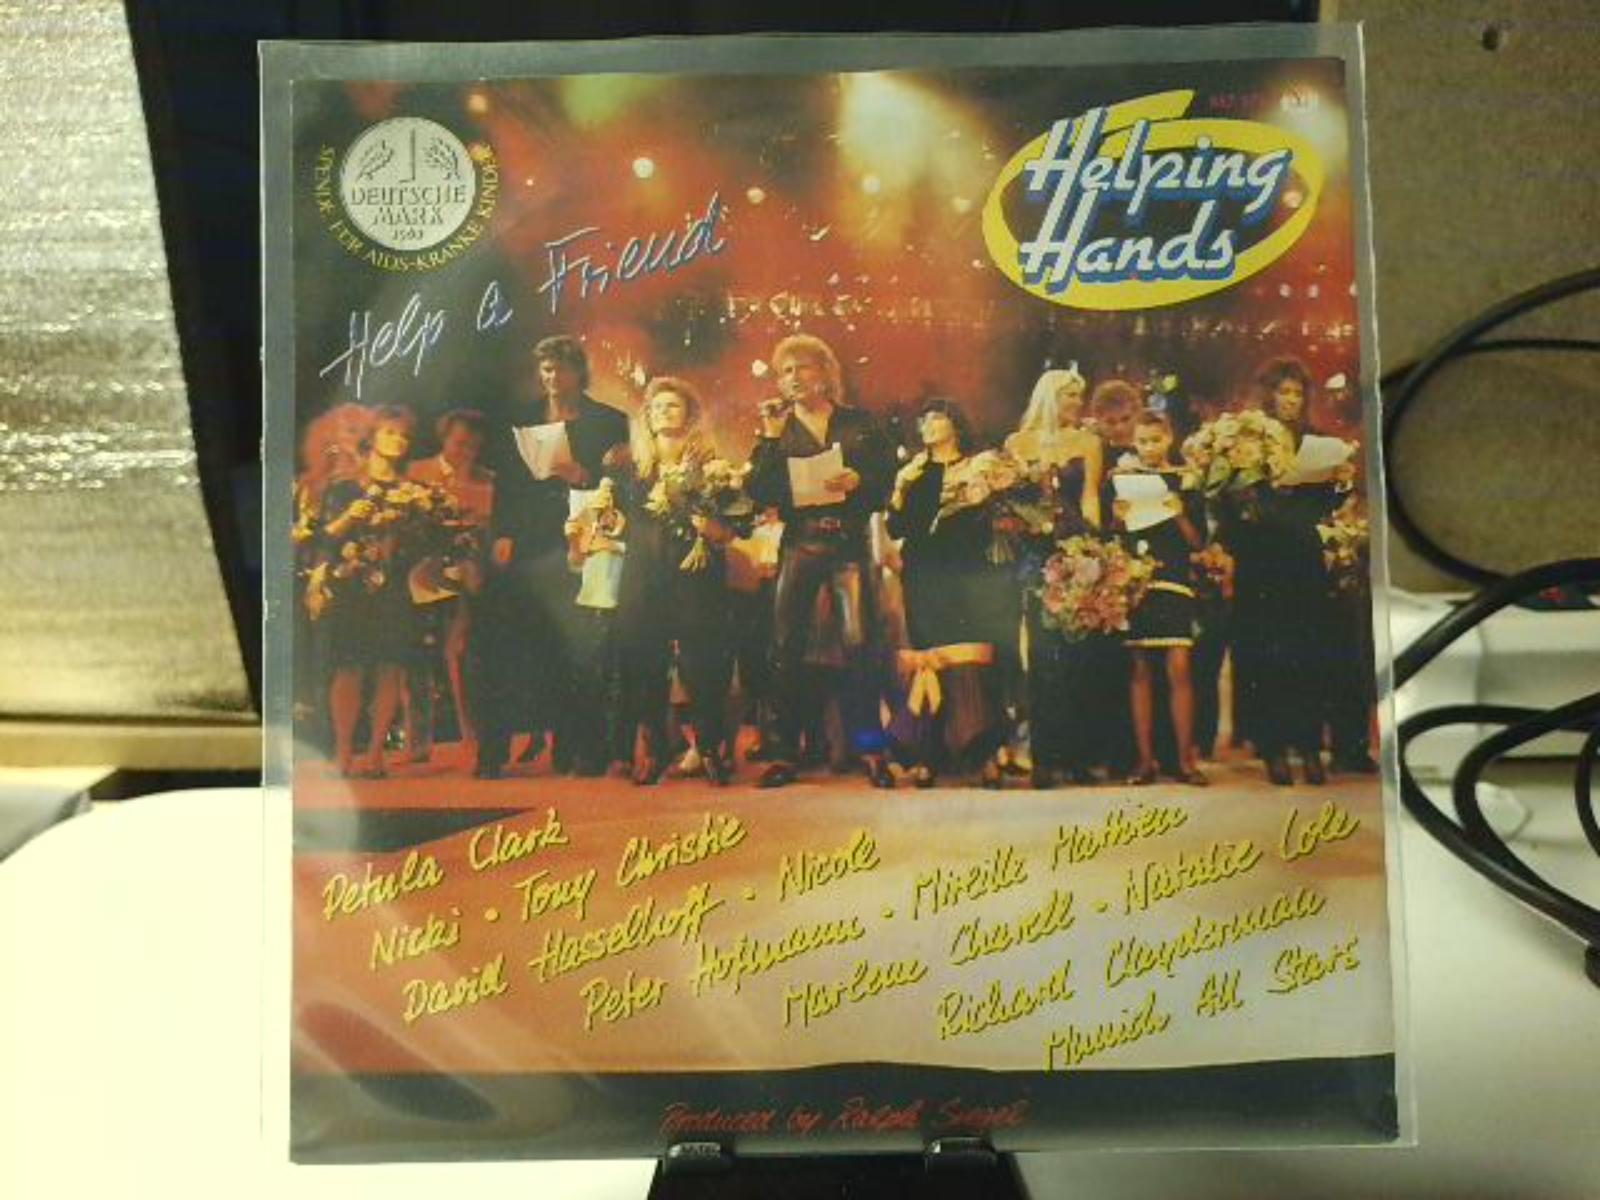 Helping
Hands
DEUTSCHE
MARK
SPENDE FÜR AIDS-KRANKE KINDER
Help a Friend
Petula Clark
Nicki • Tony Christie
David Hasselhoff • Nicole
Peter Hofmann • Mireille Mathieu
Marlene Charell • Natalie Cole
Richard Clayderman
Munich All Stars
Produced by Ralph Siegel